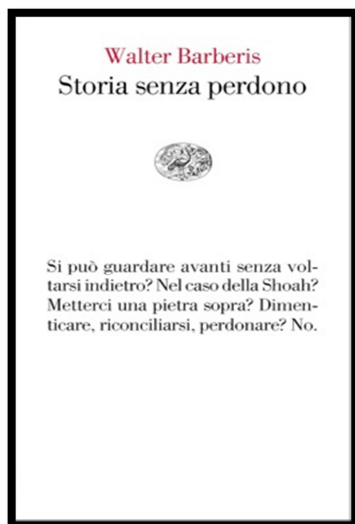 Walter Barberis
Storia senza perdono
Si può guardare avanti senza vol-
tarsi indietro? Nel caso della Shoah?
Metterci una pietra sopra? Dimen-
ticare, riconciliarsi, perdonare? No.